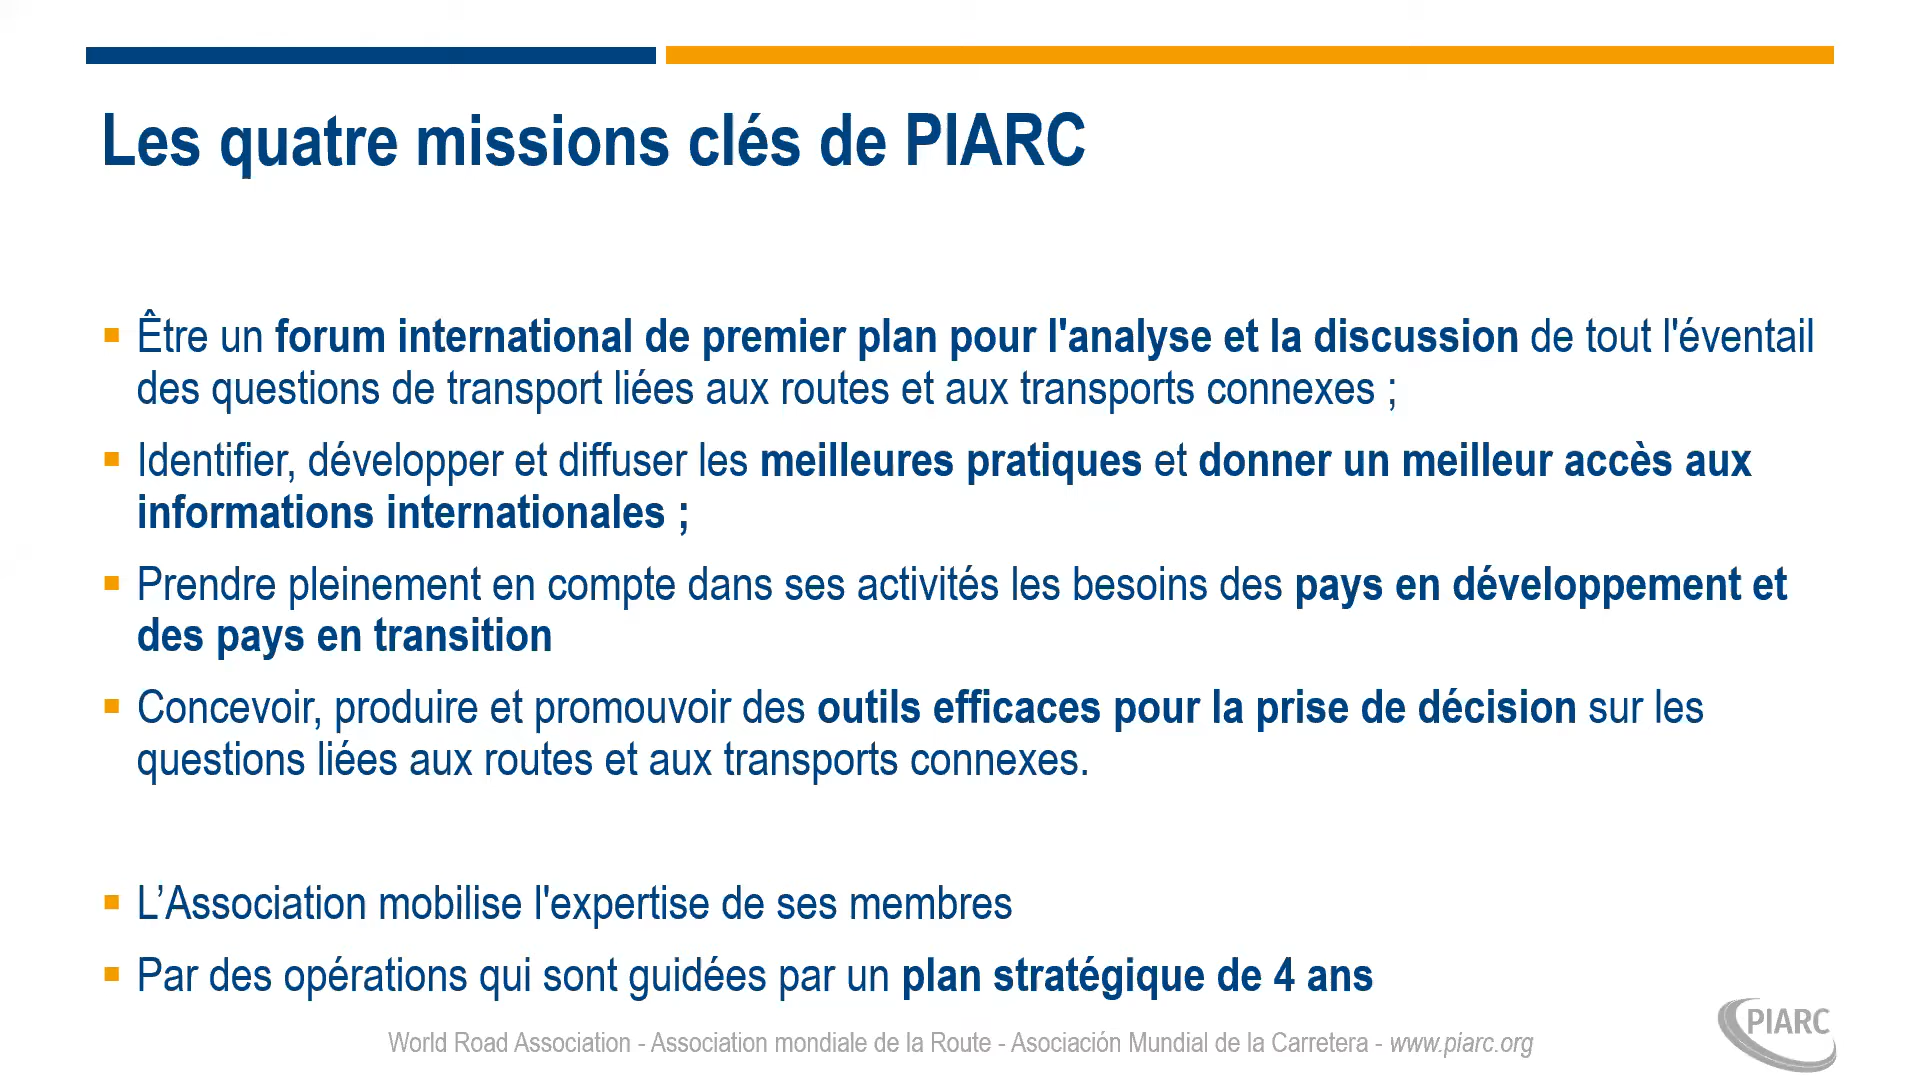 Les quatre missions clés de PIARC
Être un forum international de premier plan pour l'analyse et la discussion de tout l'éventail
des questions de transport liées aux routes et aux transports connexes ;
Identifier, développer et diffuser les meilleures pratiques et donner un meilleur accès aux
informations internationales ;
Prendre pleinement en compte dans ses activités les besoins des pays en développement et
des pays en transition
Concevoir, produire et promouvoir des outils efficaces pour la prise de décision sur les
questions liées aux routes et aux transports connexes.
L’Association mobilise l'expertise de ses membres
Par des opérations qui sont guidées par un plan stratégique de 4 ans
World Road Association - Association mondiale de la Route - Asociación Mundial de la Carretera - www.piarc.org
PIARC